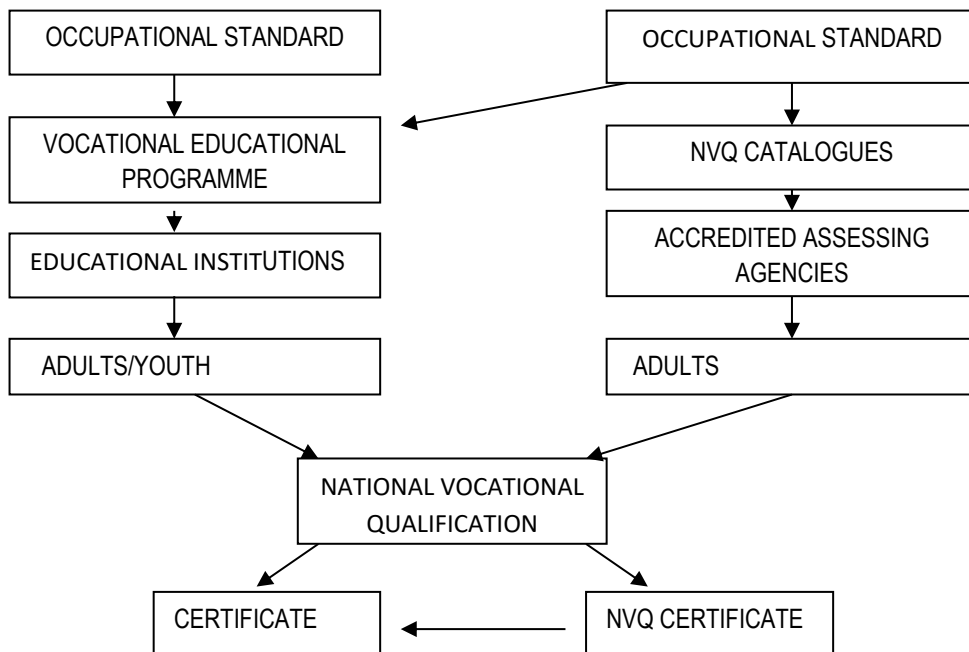 OCCUPATIONAL STANDARD
OCCUPATIONAL STANDARD
VOCATIONAL EDUCATIONAL
PROGRAMME
NVQ CATALOGUES
EDUCATIONAL INSTITUTIONS
ACCREDITED ASSESSING
AGENCIES
ADULTS/YOUTH
ADULTS
NATIONAL VOCATIONAL
QUALIFICATION
CERTIFICATE
NVQ CERTIFICATE